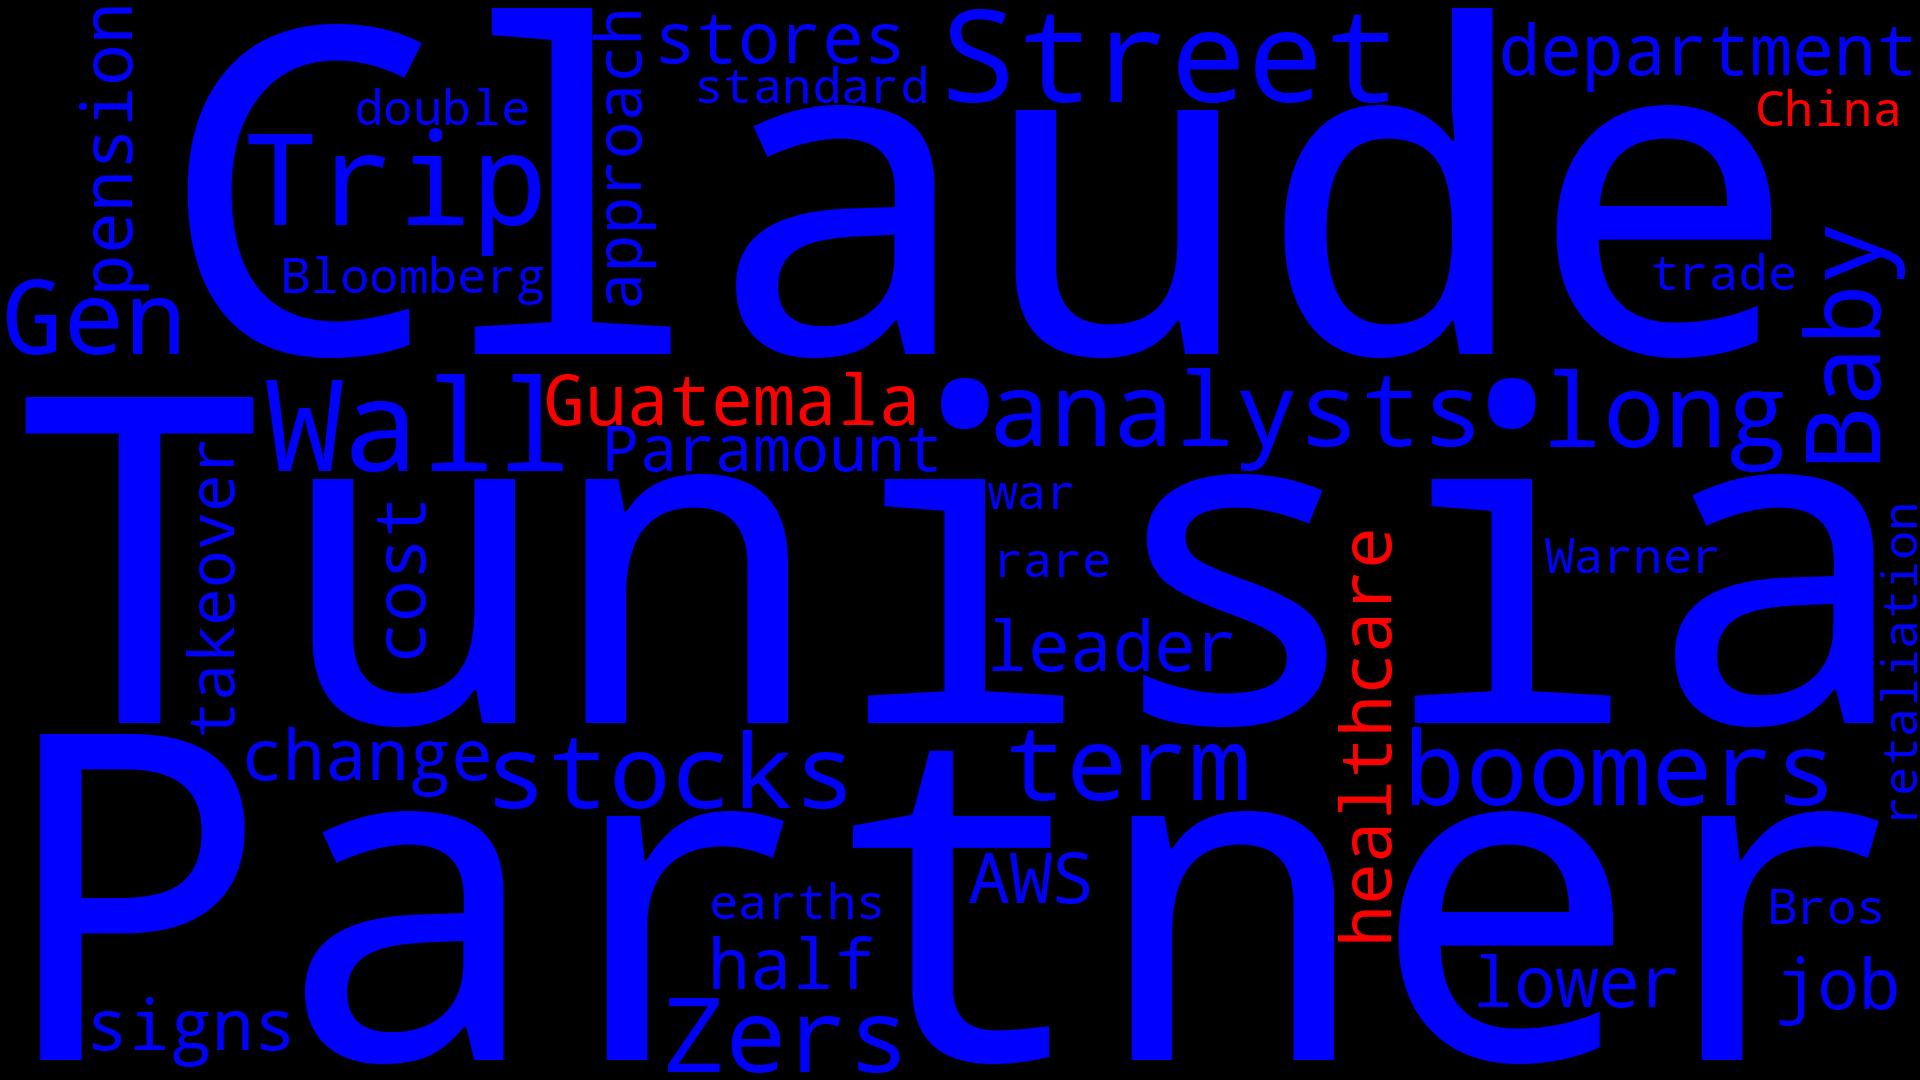 pension
Claude
approach
stores
standard
Street
department
China
double
Trip
Bloomberg
trade
Baby
Gen
Wall
Guatemala
Paramount
analysts
long
Tunisia
takeover
cost
war
rare
leader
healthcare
Warner
retaliation
change
stocks
term
boomers
Partner
AWS
earths
half
Zers
signs
Bros
lower
job